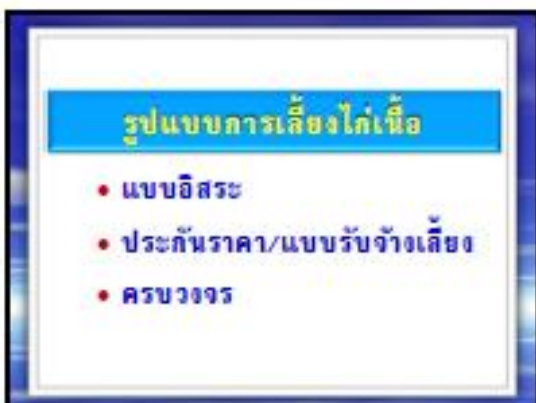 รูปแบบการเลี้ยงไก่เนื้อ
• แบบอิสระ
• ประกันราคา/แบบรับจ้างเลี้ยง
• ครบวงจร